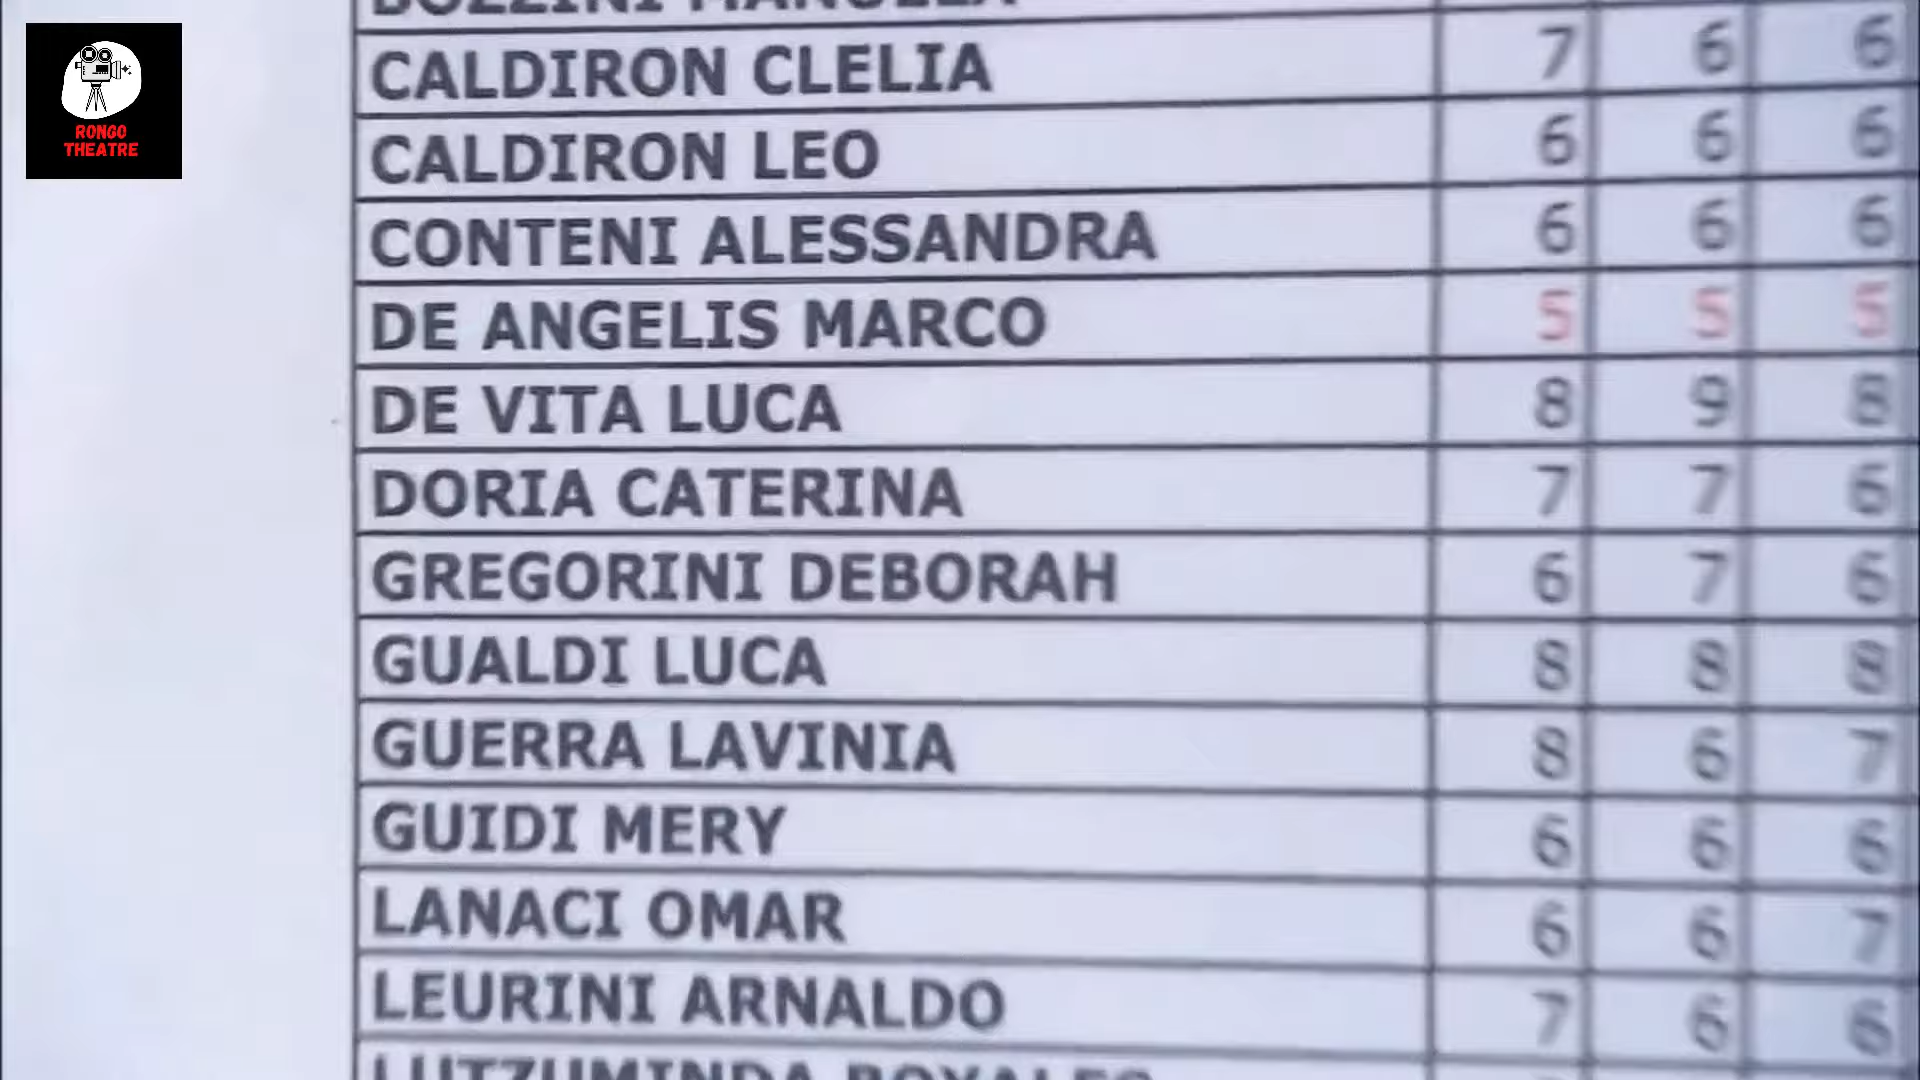 RONGO
THEATRE
BOZZINI MANUELA
CALDIRON CLELIA 7 6 6
CALDIRON LEO 6 6 6
CONTENI ALESSANDRA 6 6 6
DE ANGELIS MARCO 5 5 5
DE VITA LUCA 8 9 8
DORIA CATERINA 7 7 6
GREGORINI DEBORAH 6 7 6
GUALDI LUCA 8 8 8
GUERRA LAVINIA 8 6 7
GUIDI MERY 6 6 6
LANACI OMAR 6 6 7
LEURINI ARNALDO 7 6 6